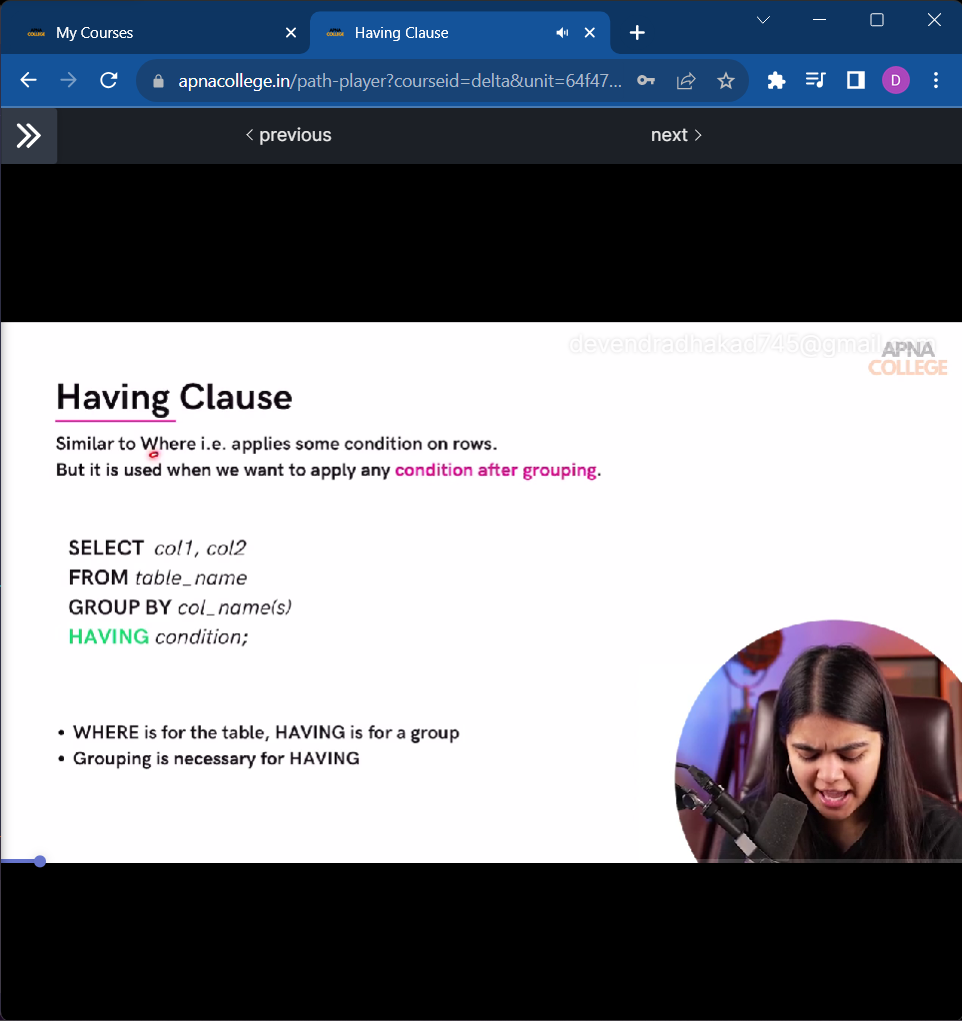 My Courses
Having Clause
apnacollege.in/path-player?courseid=delta&unit=64f47...
D
previous
next
devendradhakad745@gmail
APNA
COLLEGE
Having Clause
Similar to Where i.e. applies some condition on rows.
But it is used when we want to apply any condition after grouping.
SELECT col1, col2
FROM table_name
GROUP BY col_name(s)
HAVING condition;
• WHERE is for the table, HAVING is for a group
• Grouping is necessary for HAVING